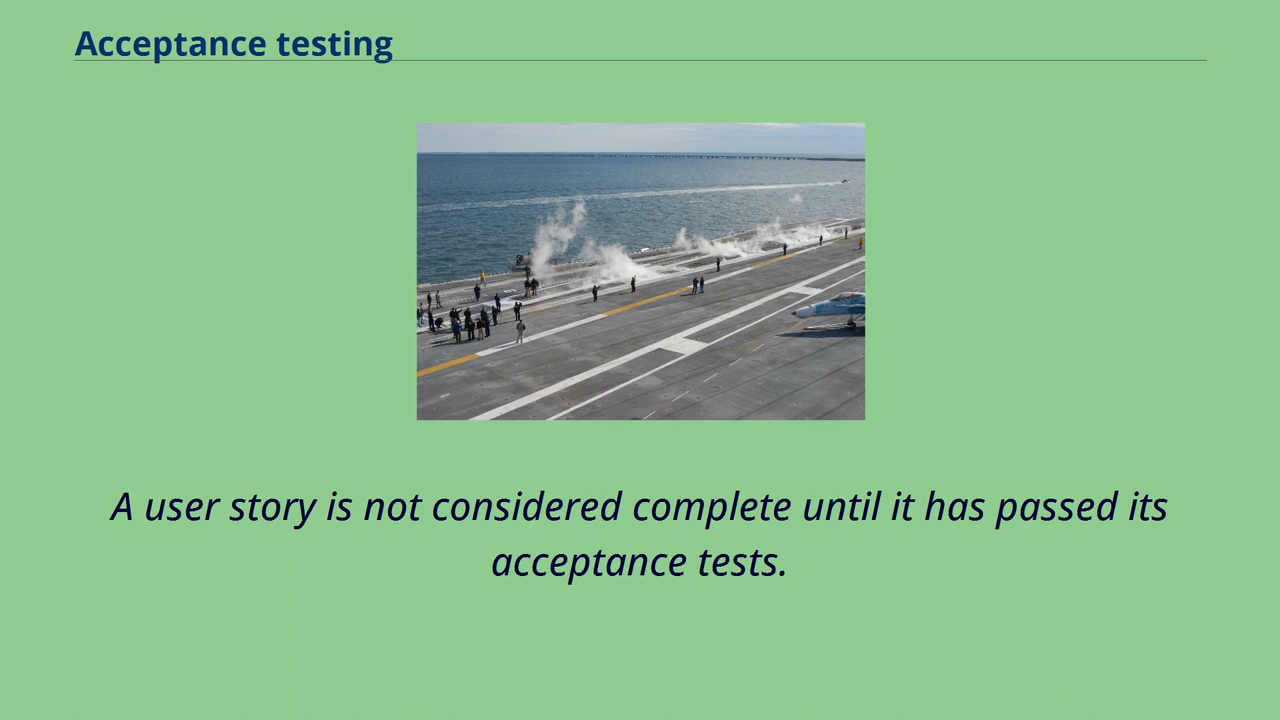 Acceptance testing
A user story is not considered complete until it has passed its
acceptance tests.